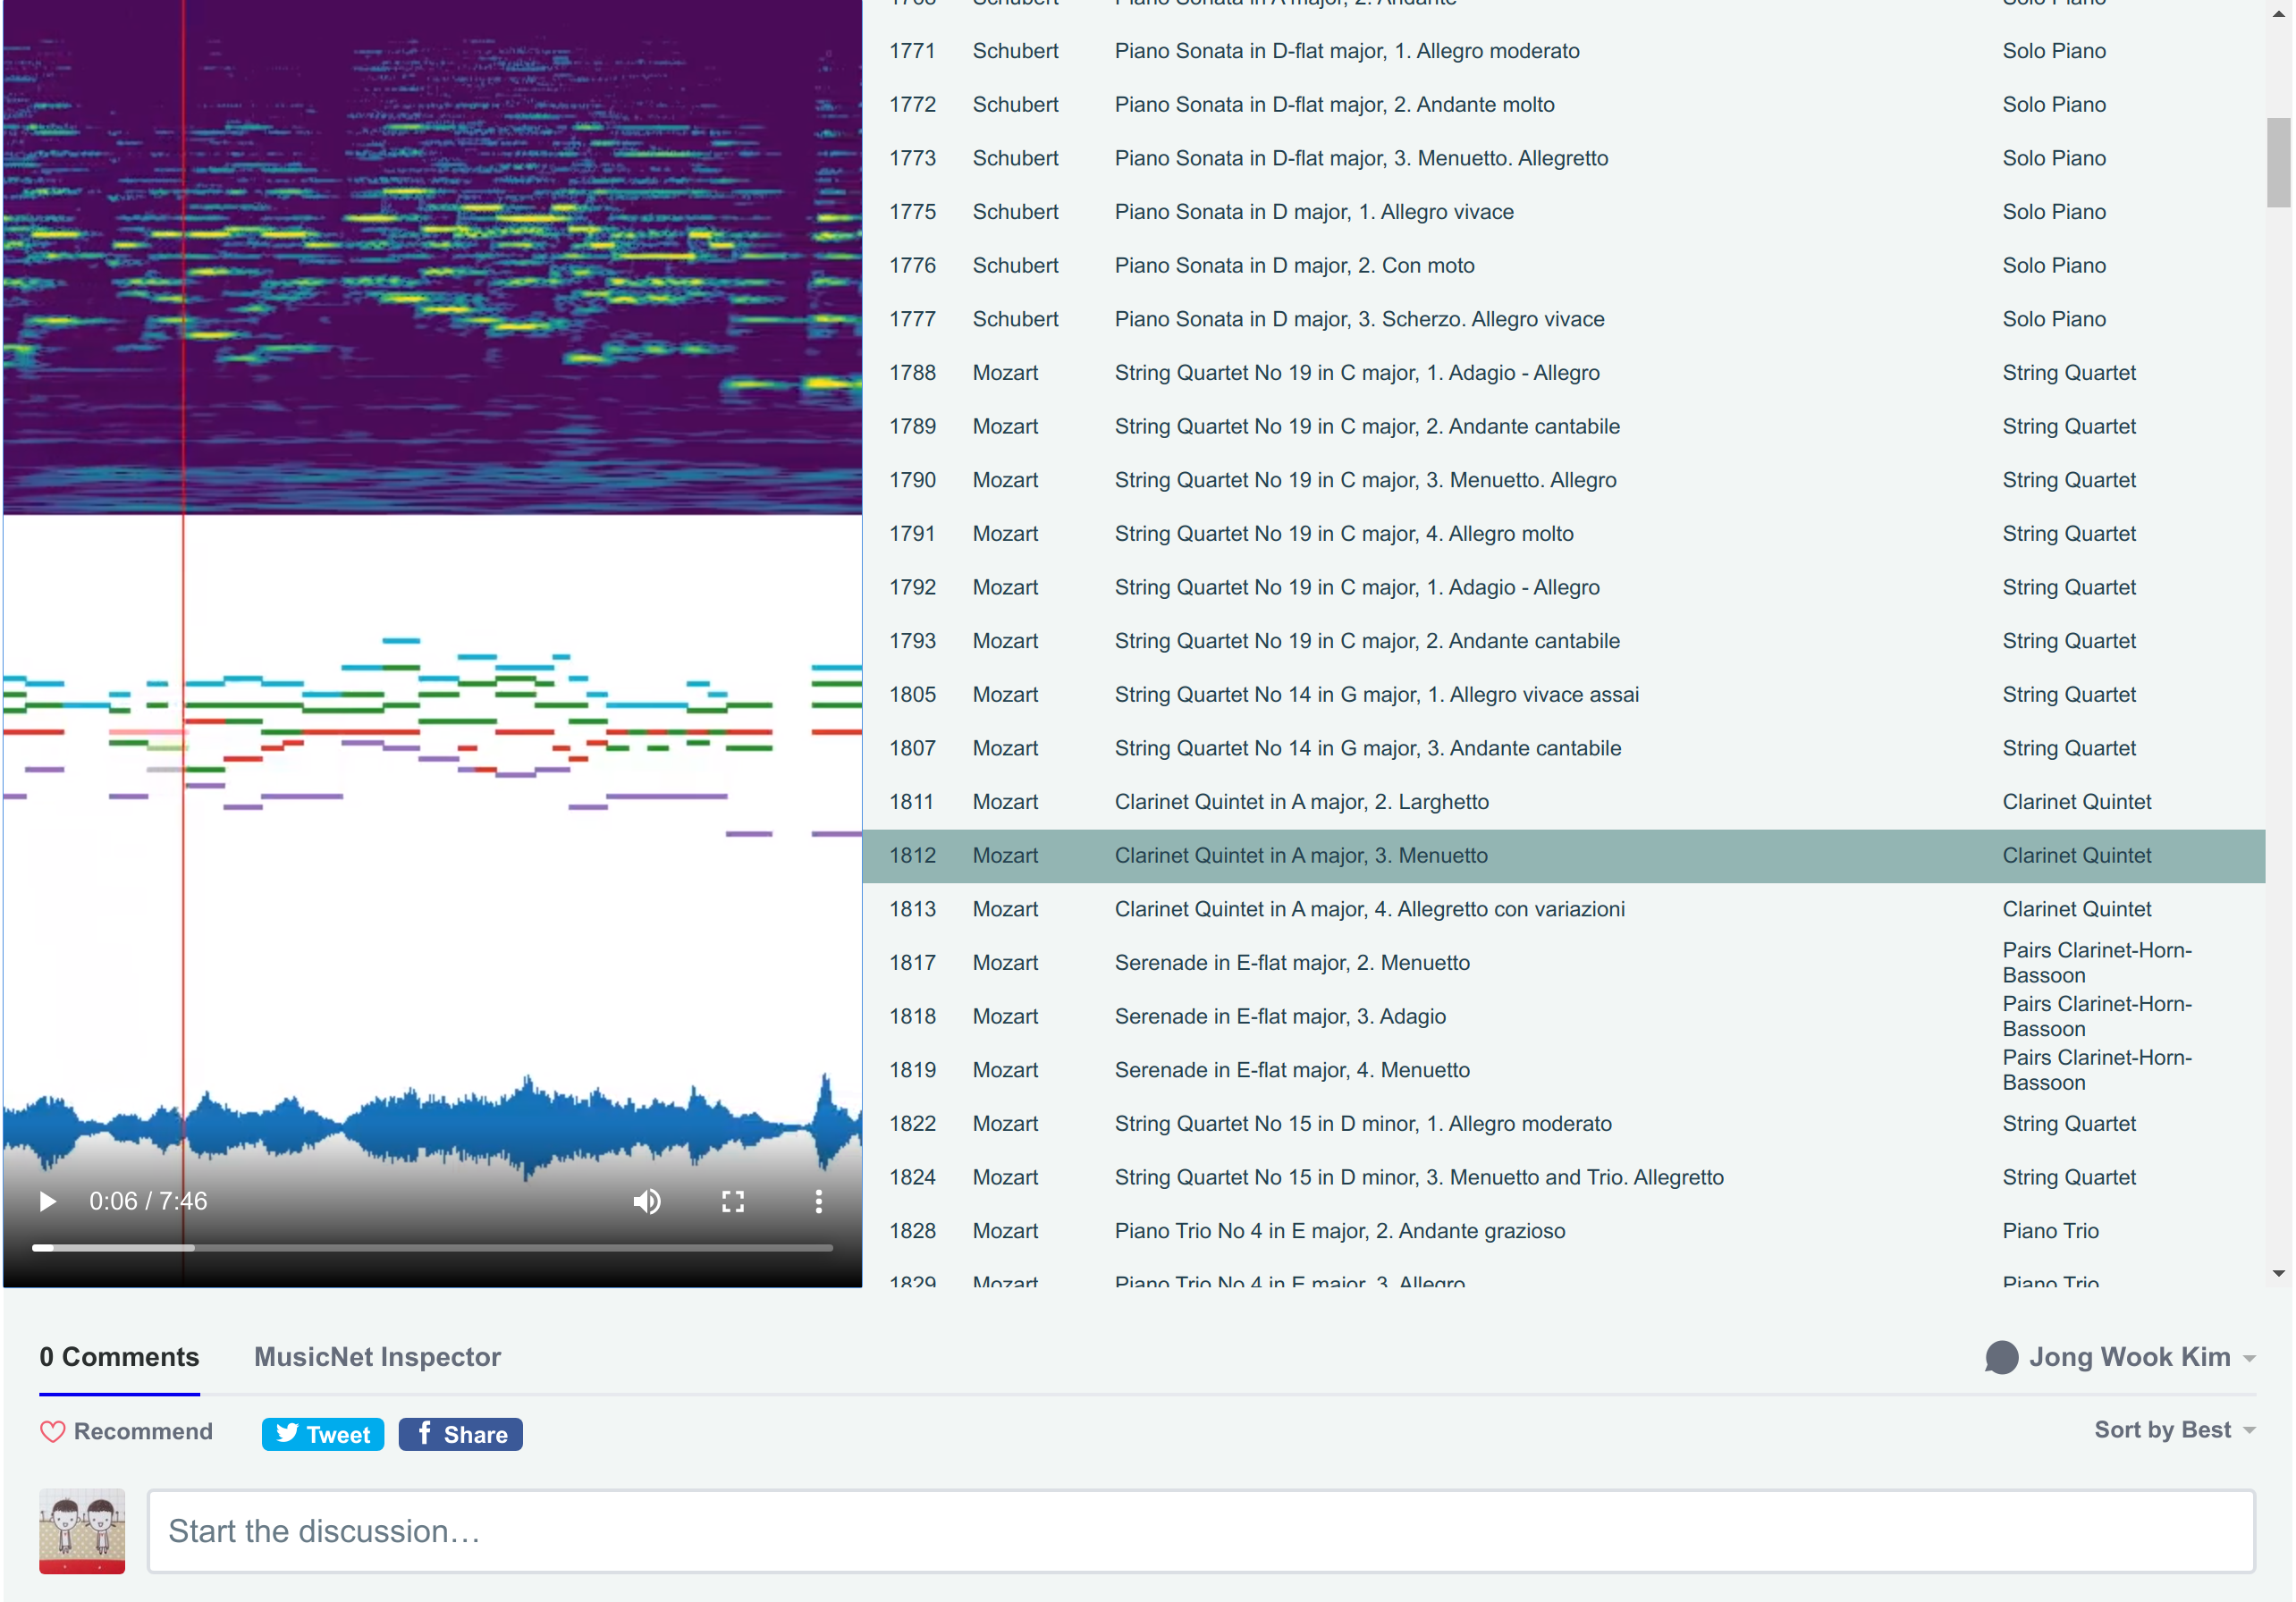 1768 Schubert Piano Sonata in A major, 2. Andante Solo Piano
1771 Schubert Piano Sonata in D-flat major, 1. Allegro moderato Solo Piano
1772 Schubert Piano Sonata in D-flat major, 2. Andante molto Solo Piano
1773 Schubert Piano Sonata in D-flat major, 3. Menuetto. Allegretto Solo Piano
1775 Schubert Piano Sonata in D major, 1. Allegro vivace Solo Piano
1776 Schubert Piano Sonata in D major, 2. Con moto Solo Piano
1777 Schubert Piano Sonata in D major, 3. Scherzo. Allegro vivace Solo Piano
1788 Mozart String Quartet No 19 in C major, 1. Adagio - Allegro String Quartet
1789 Mozart String Quartet No 19 in C major, 2. Andante cantabile String Quartet
1790 Mozart String Quartet No 19 in C major, 3. Menuetto. Allegro String Quartet
1791 Mozart String Quartet No 19 in C major, 4. Allegro molto String Quartet
1792 Mozart String Quartet No 19 in C major, 1. Adagio - Allegro String Quartet
1793 Mozart String Quartet No 19 in C major, 2. Andante cantabile String Quartet
1805 Mozart String Quartet No 14 in G major, 1. Allegro vivace assai String Quartet
1807 Mozart String Quartet No 14 in G major, 3. Andante cantabile String Quartet
1811 Mozart Clarinet Quintet in A major, 2. Larghetto Clarinet Quintet
1812 Mozart Clarinet Quintet in A major, 3. Menuetto Clarinet Quintet
1813 Mozart Clarinet Quintet in A major, 4. Allegretto con variazioni Clarinet Quintet
1817 Mozart Serenade in E-flat major, 2. Menuetto Pairs Clarinet-Horn-
Bassoon
1818 Mozart Serenade in E-flat major, 3. Adagio Pairs Clarinet-Horn-
Bassoon
1819 Mozart Serenade in E-flat major, 4. Menuetto Pairs Clarinet-Horn-
Bassoon
1822 Mozart String Quartet No 15 in D minor, 1. Allegro moderato String Quartet
1824 Mozart String Quartet No 15 in D minor, 3. Menuetto and Trio. Allegretto String Quartet
1828 Mozart Piano Trio No 4 in E major, 2. Andante grazioso Piano Trio
1829 Mozart Piano Trio No 4 in E major, 3. Allegro Piano Trio
0:06 / 7:46
0 Comments MusicNet Inspector Jong Wook Kim
Recommend Tweet Share Sort by Best
Start the discussion…